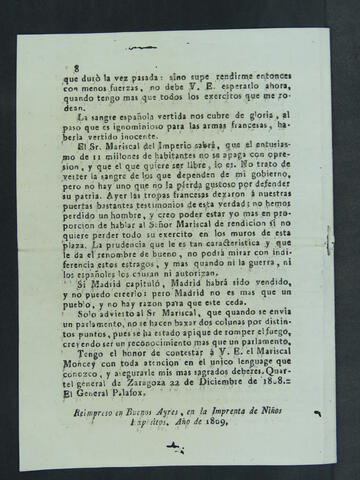 8
que duró la vez pasada: sino supe rendirme entonces
con menos fuerzas, no debe V. E. esperarlo ahora,
quando tengo mas que todos los exercitos que me ro-
dean.
La sangre española vertida nos cubre de gloria, al
paso que es ignominioso para las armas francesas, ha-
berla vertido inocente.
El Sr. Mariscal del Imperio sabrá, que el entusias-
mo de 11 millones de habitantes no se apaga con opre-
sion, y que el que quiere ser libre, lo es. No trato de
verter la sangre de los que dependen de mi gobierno,
pero no hay uno que no la pierda gustoso por defender
su patria. Ayer las tropas francesas dexaron á nuestras
puertas bastantes testimonios de esta verdad: no hemos
perdido un hombre, y creo poder estar yo mas en pro-
porcion de hablar al Señor Mariscal de rendicion si no
quiere perder todo su exercito en los muros de esta
plaza. La prudencia que le es tan caracteristica y que
le da el renombre de bueno, no podrá mirar con indi-
ferencia estos estragos, y mas quando ni la guerra, ni
los españoles los causan ni autorizan.
Si Madrid capituló, Madrid habrá sido vendido,
y no puedo creerlo: pero Madrid no es mas que un
pueblo, y no hay razon para que este ceda.
Solo advierto al Sr Mariscal, que quando se envia
un parlamento, no se hacen baxar dos colunas por distin-
tos puntos, pues se há estado apique de romper el fuego,
creyendo ser un reconocimiento mas que un parlamento.
Tengo el honor de contestar á V. E. el Mariscal
Moncey con toda atencion en el unico lenguage que
conozco, y asegurarle mis mas sagrados deberes. Quar-
tel general de Zaragoza 22 de Diciembre de 1808.=
El General Palafox.
Reimpreso en Buenos Ayres, en la Imprenta de Niños
Expósitos, Año de 1809.